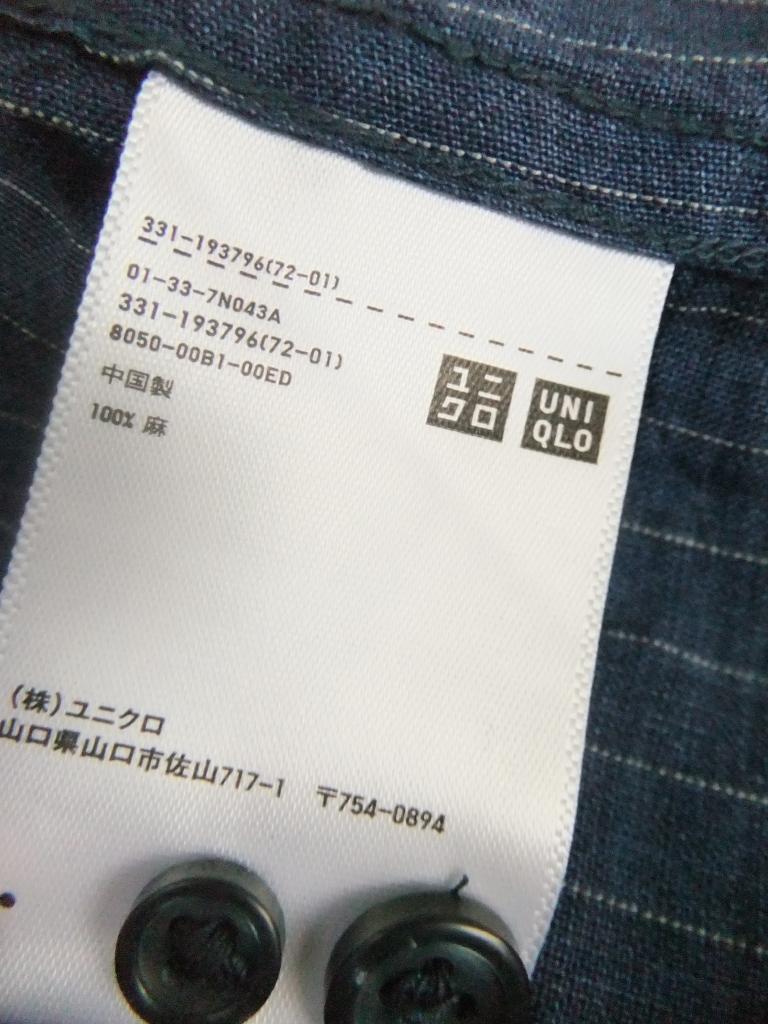 331-193796(72-01)
01-33-7N043A
331-193796(72-01)
8050-00B1-00ED
中国製
100% 麻
ユニ
クロ
UNI
QLO
(株)ユニクロ
山口県山口市佐山717-1 〒754-0894